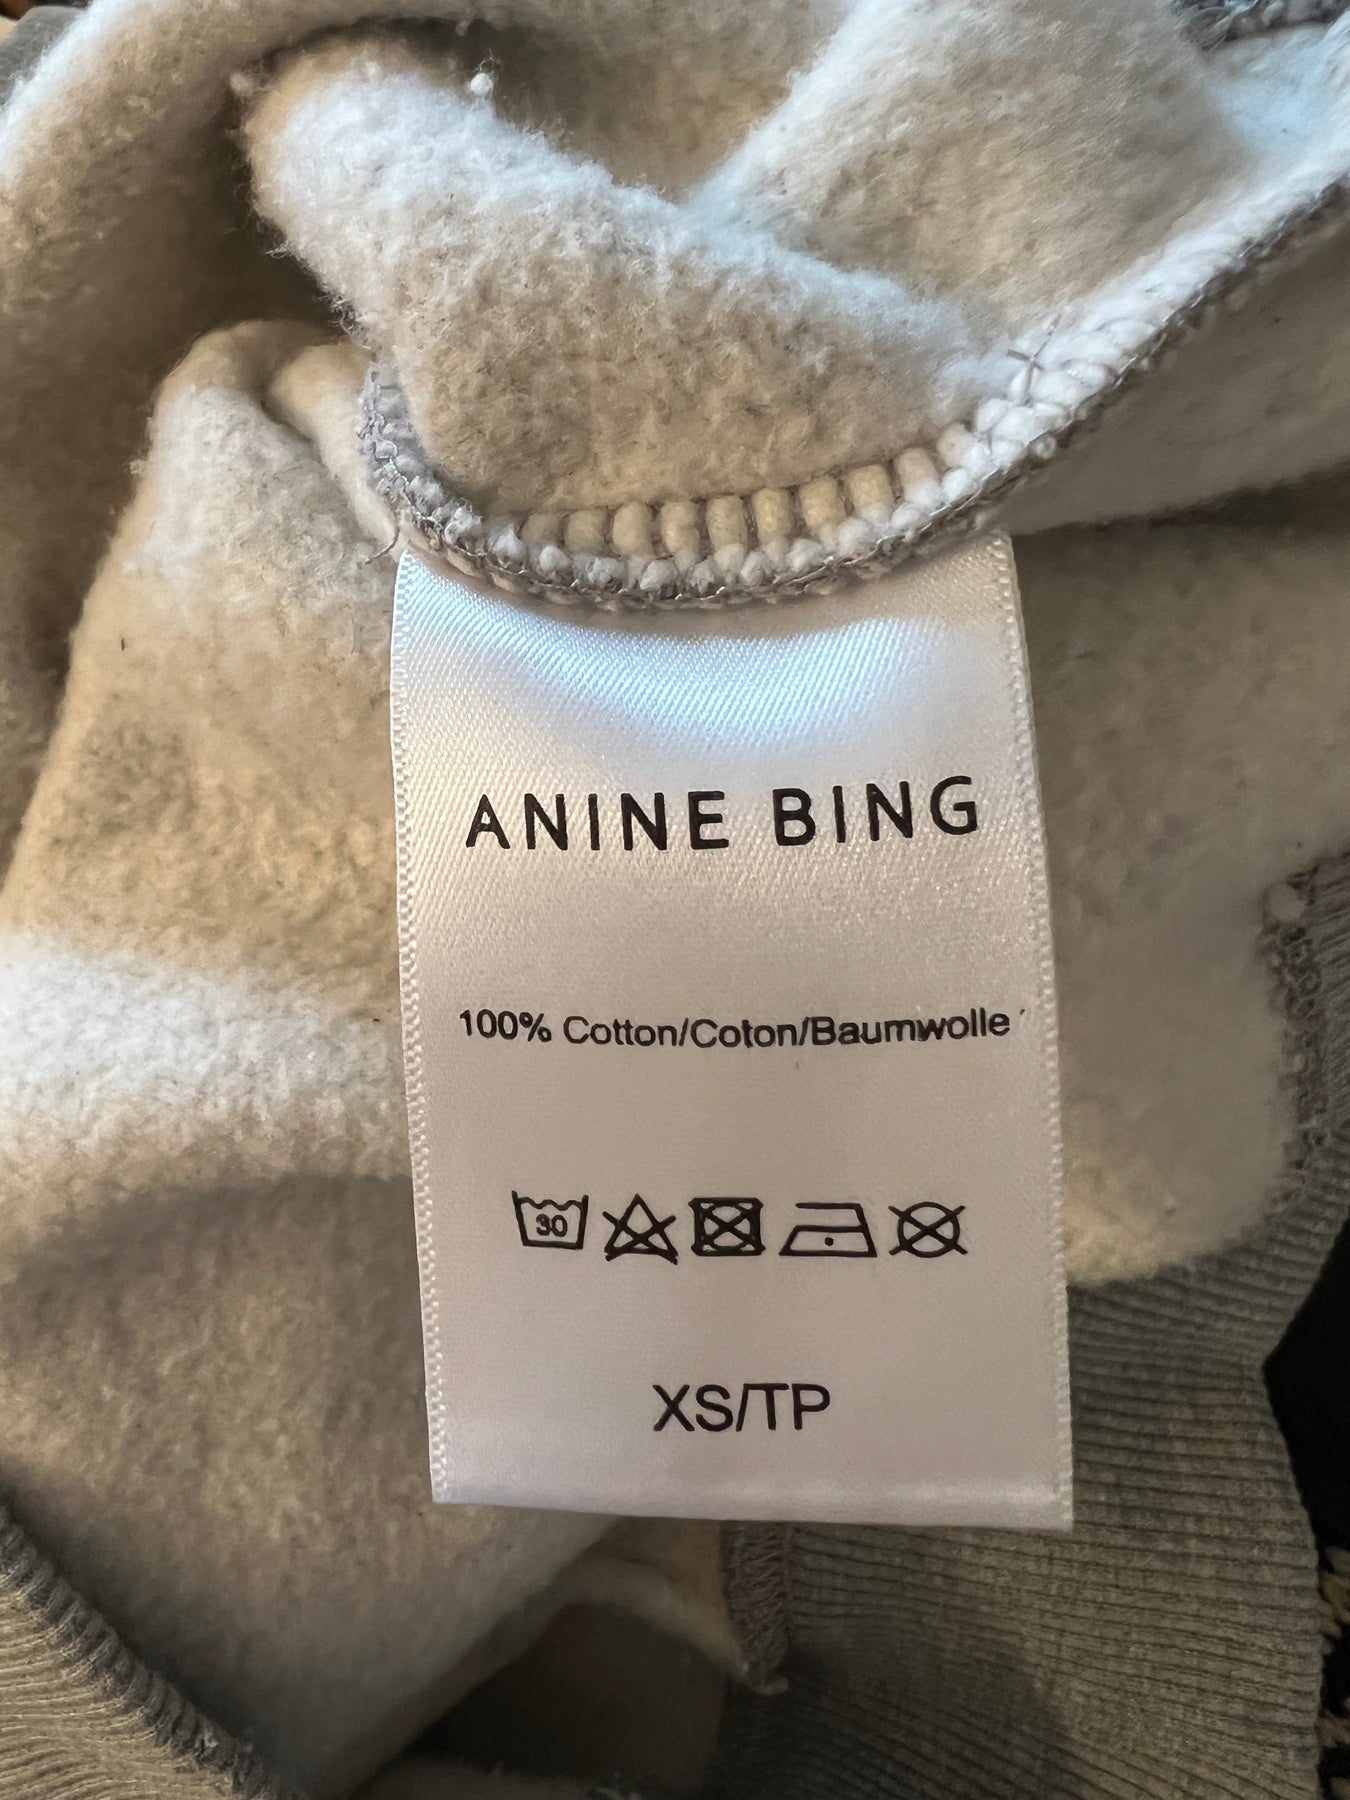 ANINE BING
100% Cotton/Coton/Baumwolle
30
XS/TP